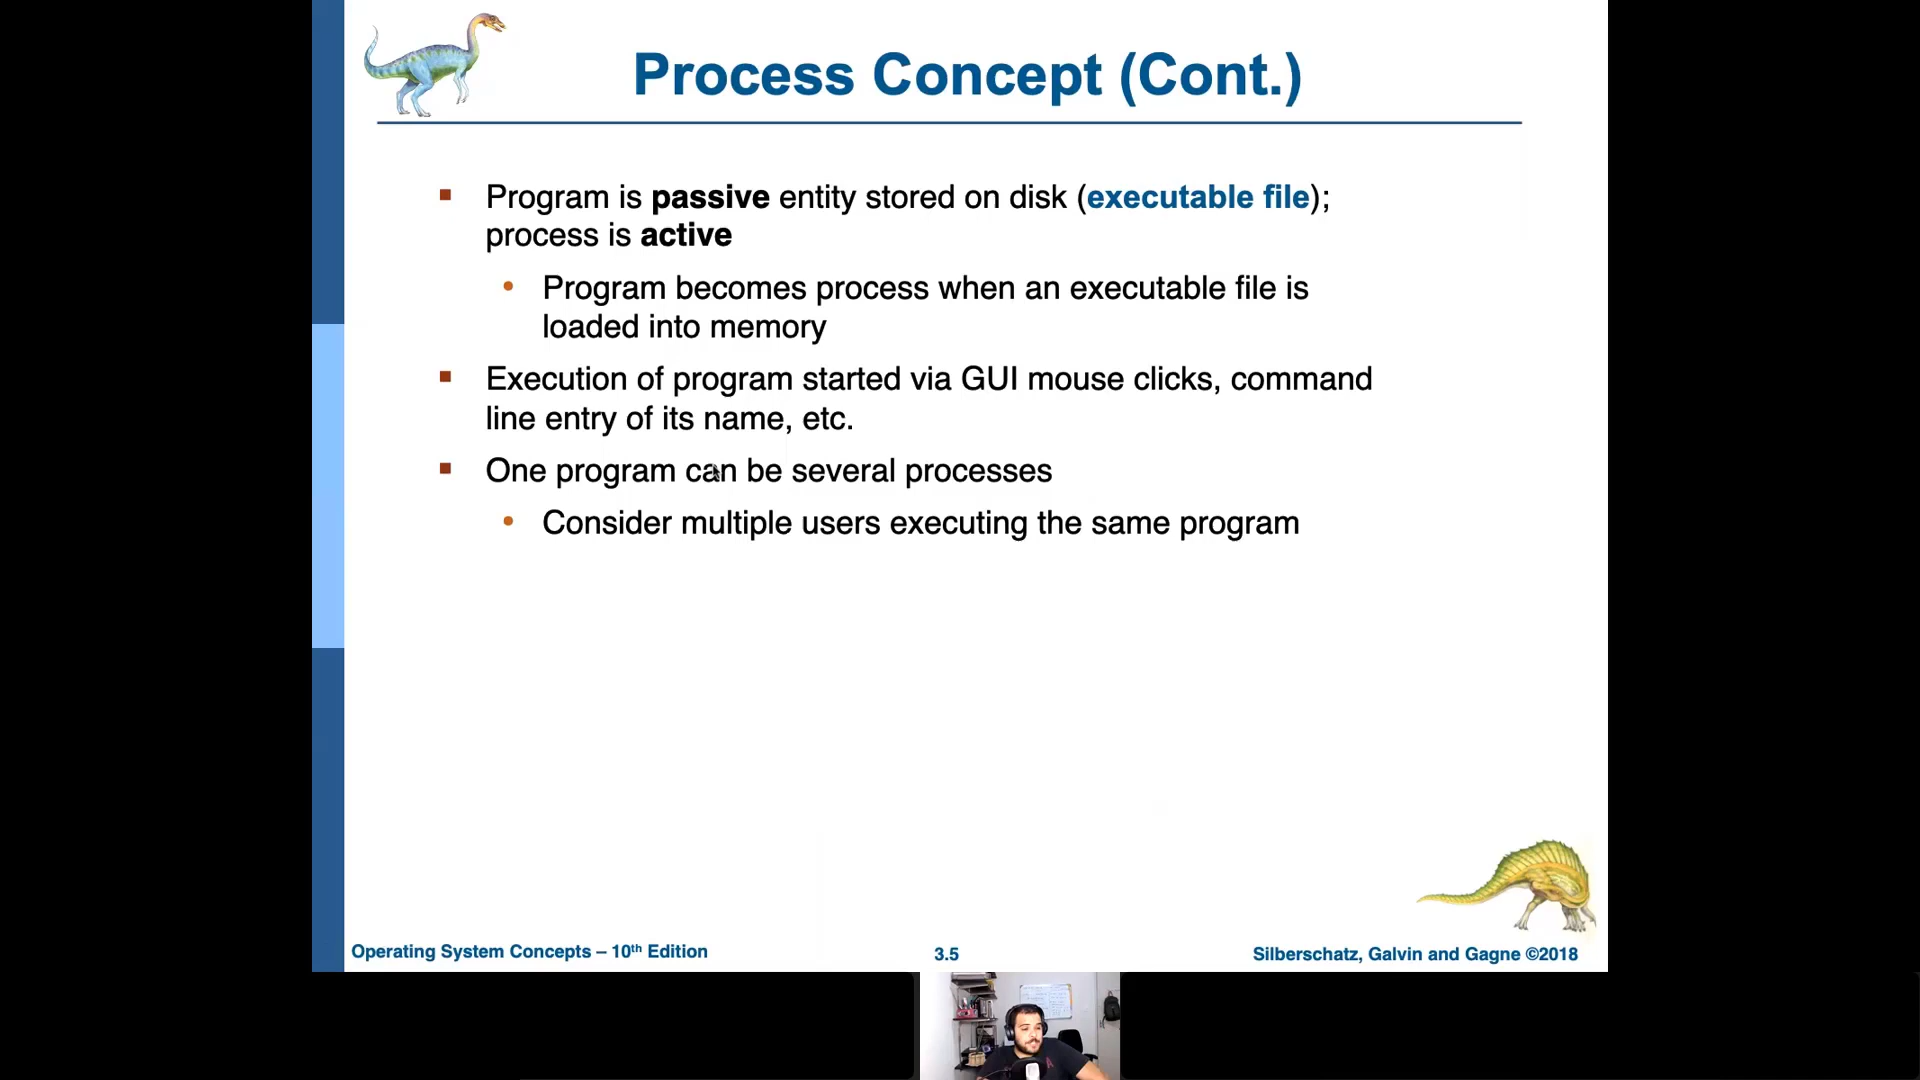 Process Concept (Cont.)
Program is passive entity stored on disk (executable file);
process is active
Program becomes process when an executable file is
loaded into memory
Execution of program started via GUI mouse clicks, command
line entry of its name, etc.
One program can be several processes
Consider multiple users executing the same program
Operating System Concepts – 10th Edition
3.5
Silberschatz, Galvin and Gagne ©2018